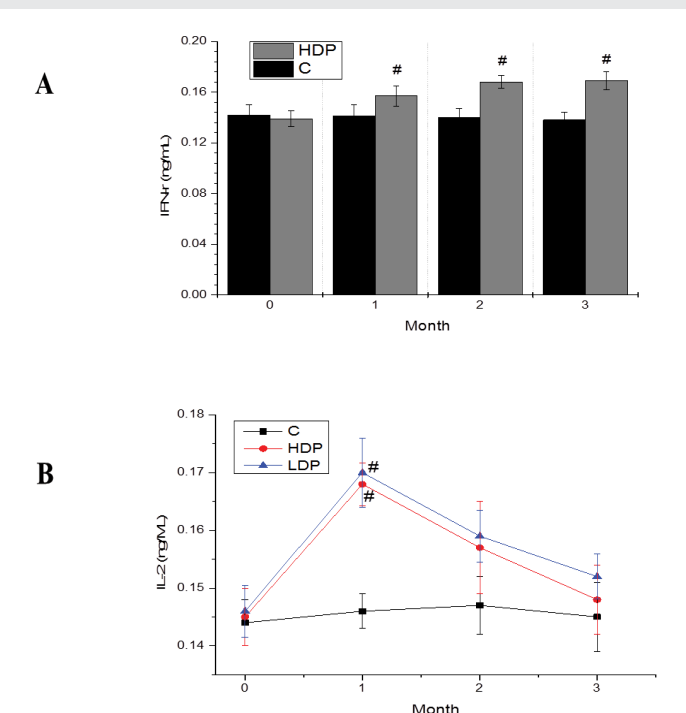 A
0.20
HDP
C
#
#
#
0.16
0.12
0.08
0.04
0.00
IFN-r (ng/mL)
0
1
2
3
Month
B
0.18
C
HDP
LDP
#
#
0.17
0.16
0.15
0.14
IL-2 (ng/ML)
0
1
2
3
Month